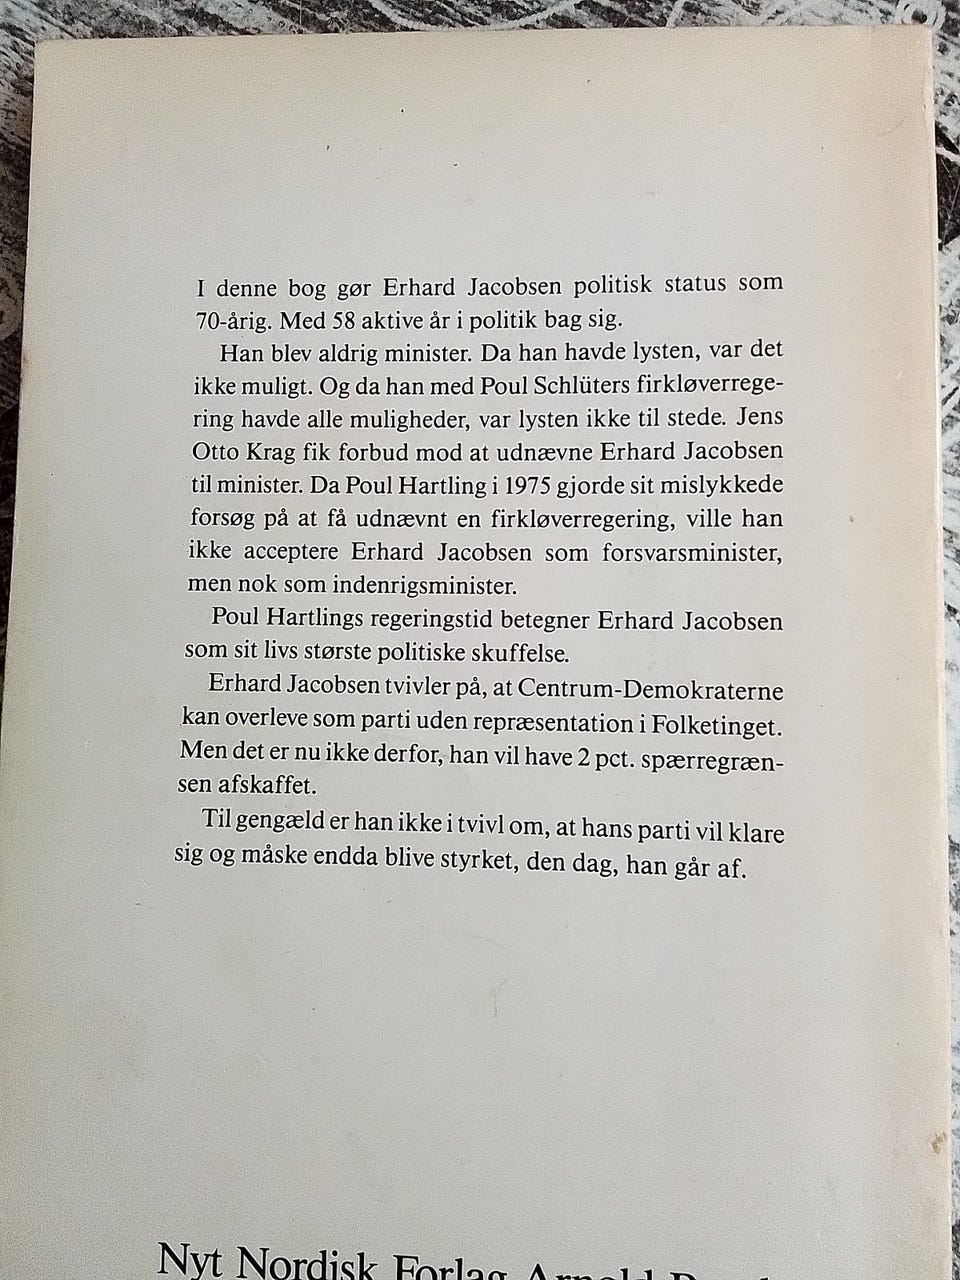 I denne bog gør Erhard Jacobsen politisk status som
70-årig. Med 58 aktive år i politik bag sig.
Han blev aldrig minister. Da han havde lysten, var det
ikke muligt. Og da han med Poul Schlüters firkløverrege-
ring havde alle muligheder, var lysten ikke til stede. Jens
Otto Krag fik forbud mod at udnævne Erhard Jacobsen
til minister. Da Poul Hartling i 1975 gjorde sit mislykkede
forsøg på at få udnævnt en firkløverregering, ville han
ikke acceptere Erhard Jacobsen som forsvarsminister,
men nok som indenrigsminister.
Poul Hartlings regeringstid betegner Erhard Jacobsen
som sit livs største politiske skuffelse.
Erhard Jacobsen tvivler på, at Centrum-Demokraterne
kan overleve som parti uden repræsentation i Folketinget.
Men det er nu ikke derfor, han vil have 2 pct. spærregræn-
sen afskaffet.
Til gengæld er han ikke i tvivl om, at hans parti vil klare
sig og måske endda blive styrket, den dag, han går af.
Nyt Nordisk Forlag Arnold